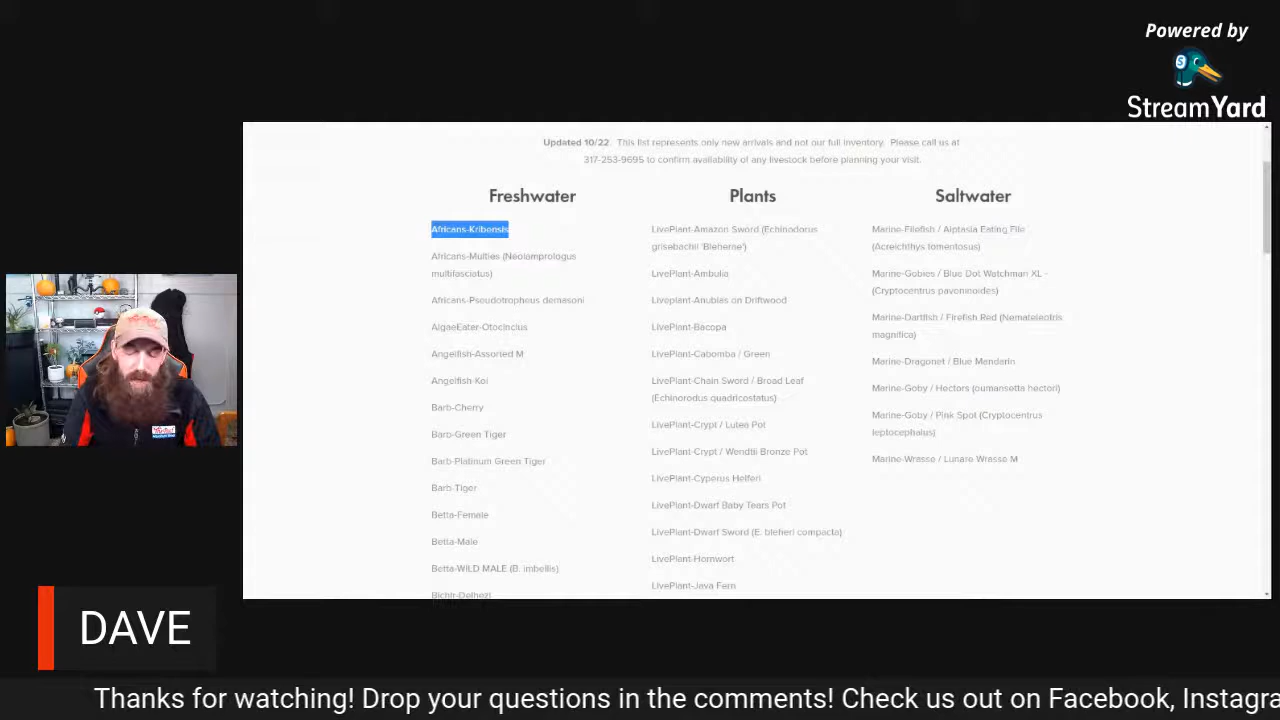 Powered by
StreamYard
Updated 10/22. This list represents only new arrivals and not our full inventory. Please call us at
317-253-9695 to confirm availability of any livestock before planning your visit.
Freshwater
Africans-Kribensis
Africans-Multies (Neolamprologus
multifasciatus)
Africans-Pseudotropheus demasoni
AlgaeEater-Otocinclus
Angelfish-Assorted M
Angelfish-Koi
Barb-Cherry
Barb-Green Tiger
Barb-Platinum Green Tiger
Barb-Tiger
Betta-Female
Betta-Male
Betta-WILD MALE (B. imbellis)
Bichir-Delhezi
Plants
LivePlant-Amazon Sword (Echinodorus
grisebachii 'Bleherae')
LivePlant-Ambulia
Liveplant-Anubias on Driftwood
LivePlant-Bacopa
LivePlant-Cabomba / Green
LivePlant-Chain Sword / Broad Leaf
(Echinorodus quadricostatus)
LivePlant-Crypt / Lutea Pot
LivePlant-Crypt / Wendtii Bronze Pot
LivePlant-Cyperus Helferi
LivePlant-Dwarf Baby Tears Pot
LivePlant-Dwarf Sword (E. bleheri compacta)
LivePlant-Hornwort
LivePlant-Java Fern
Saltwater
Marine-Filefish / Aiptasia Eating File
(Acreichthys tomentosus)
Marine-Gobies / Blue Dot Watchman XL -
(Cryptocentrus pavoninoides)
Marine-Dartfish / Firefish Red (Nemateleotris
magnifica)
Marine-Dragonet / Blue Mandarin
Marine-Goby / Hectors (oumansetta hectori)
Marine-Goby / Pink Spot (Cryptocentrus
leptocephalus)
Marine-Wrasse / Lunare Wrasse M
DAVE
Thanks for watching! Drop your questions in the comments! Check us out on Facebook, Instagra